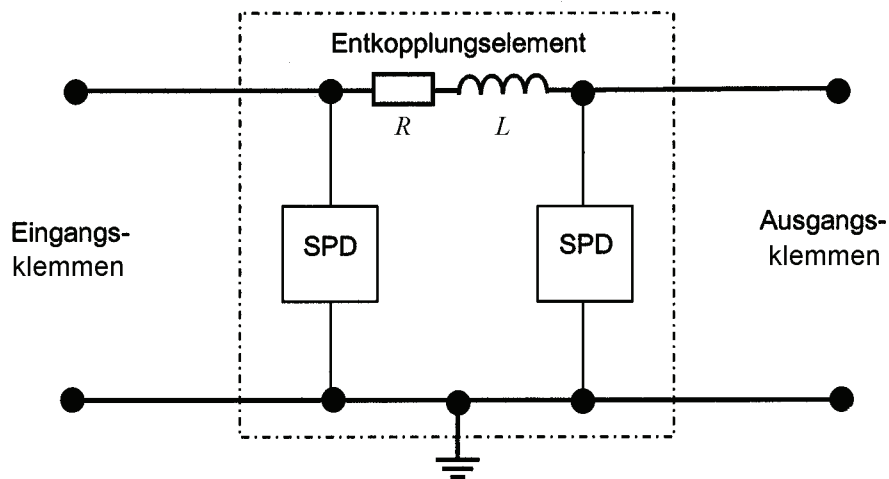 Entkopplungselement
R
L
Eingangs-
klemmen
SPD
SPD
Ausgangs-
klemmen